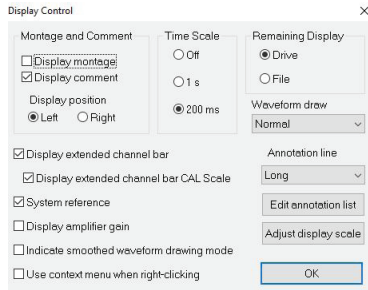 Display Control
Montage and Comment
Display montage
Display comment
Display position
Left Right
Time Scale
Off
1 s
200 ms
Remaining Display
Drive
File
Waveform draw
Normal
Display extended channel bar
Display extended channel bar CAL Scale
System reference
Display amplifier gain
Indicate smoothed waveform drawing mode
Use context menu when right-clicking
Annotation line
Long
Edit annotation list
Adjust display scale
OK